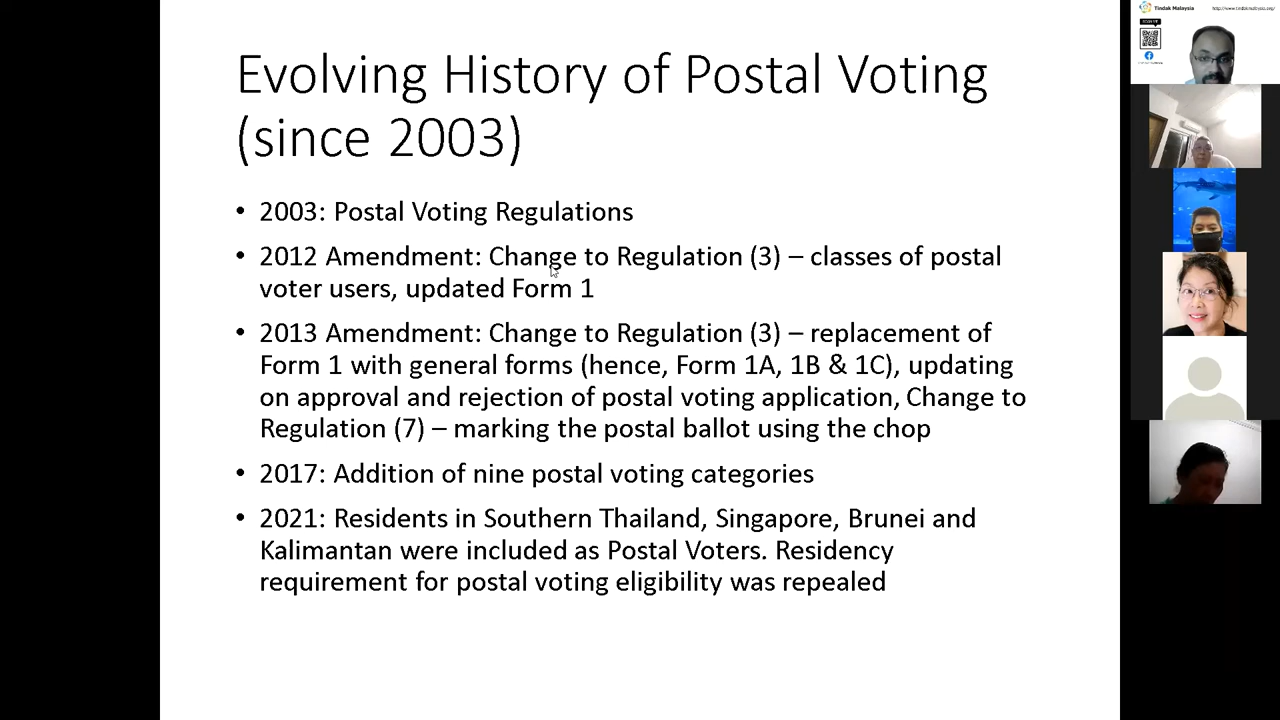 Evolving History of Postal Voting
(since 2003)
• 2003: Postal Voting Regulations
• 2012 Amendment: Change to Regulation (3) – classes of postal
voter users, updated Form 1
• 2013 Amendment: Change to Regulation (3) – replacement of
Form 1 with general forms (hence, Form 1A, 1B & 1C), updating
on approval and rejection of postal voting application, Change to
Regulation (7) – marking the postal ballot using the chop
• 2017: Addition of nine postal voting categories
• 2021: Residents in Southern Thailand, Singapore, Brunei and
Kalimantan were included as Postal Voters. Residency
requirement for postal voting eligibility was repealed
Tindak Malaysia